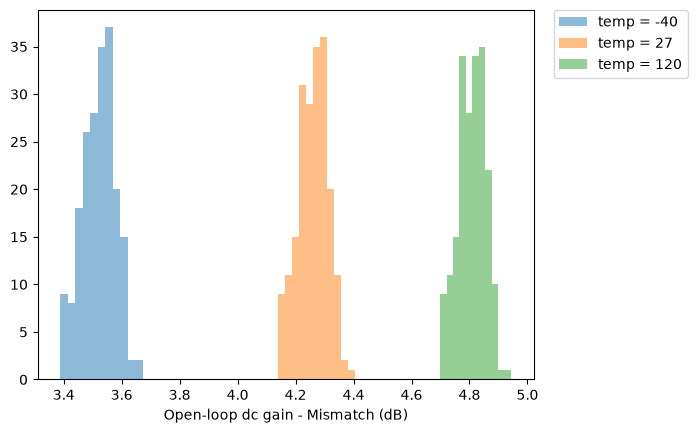 temp = -40
temp = 27
temp = 120
35
30
25
20
15
10
5
0
3.4 3.6 3.8 4.0 4.2 4.4 4.6 4.8 5.0
Open-loop dc gain - Mismatch (dB)